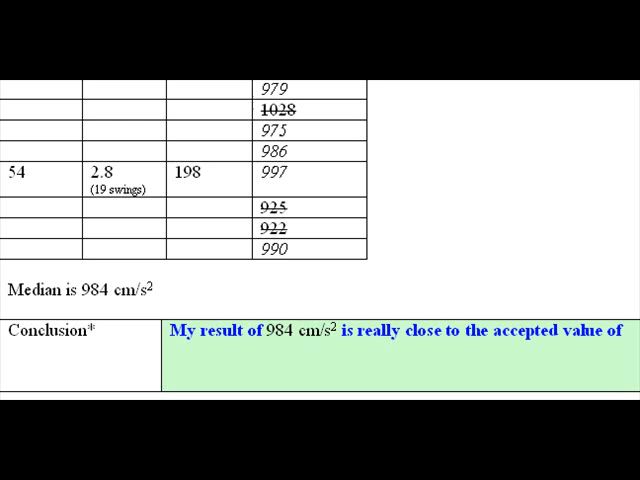 979
1028
975
986
54 2.8 198 997
(19 swings)
925
922
990
Median is 984 cm/s²
Conclusion* My result of 984 cm/s² is really close to the accepted value of